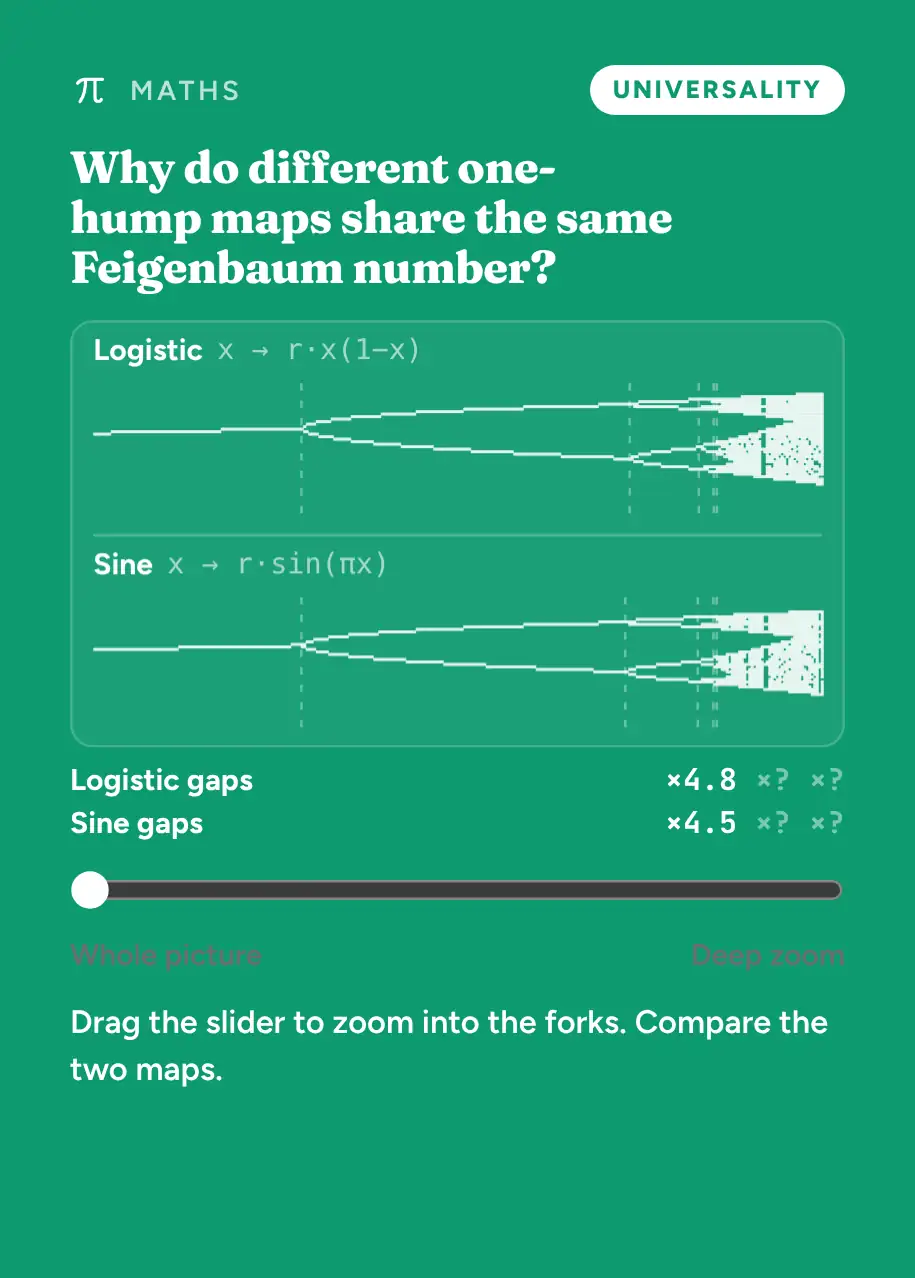 π MATHS
UNIVERSALITY
Why do different one-
hump maps share the same
Feigenbaum number?
Logistic x → r·x(1−x)
Sine x → r·sin(πx)
Logistic gaps ×4.8 ×? ×?
Sine gaps ×4.5 ×? ×?
Whole picture Deep zoom
Drag the slider to zoom into the forks. Compare the
two maps.